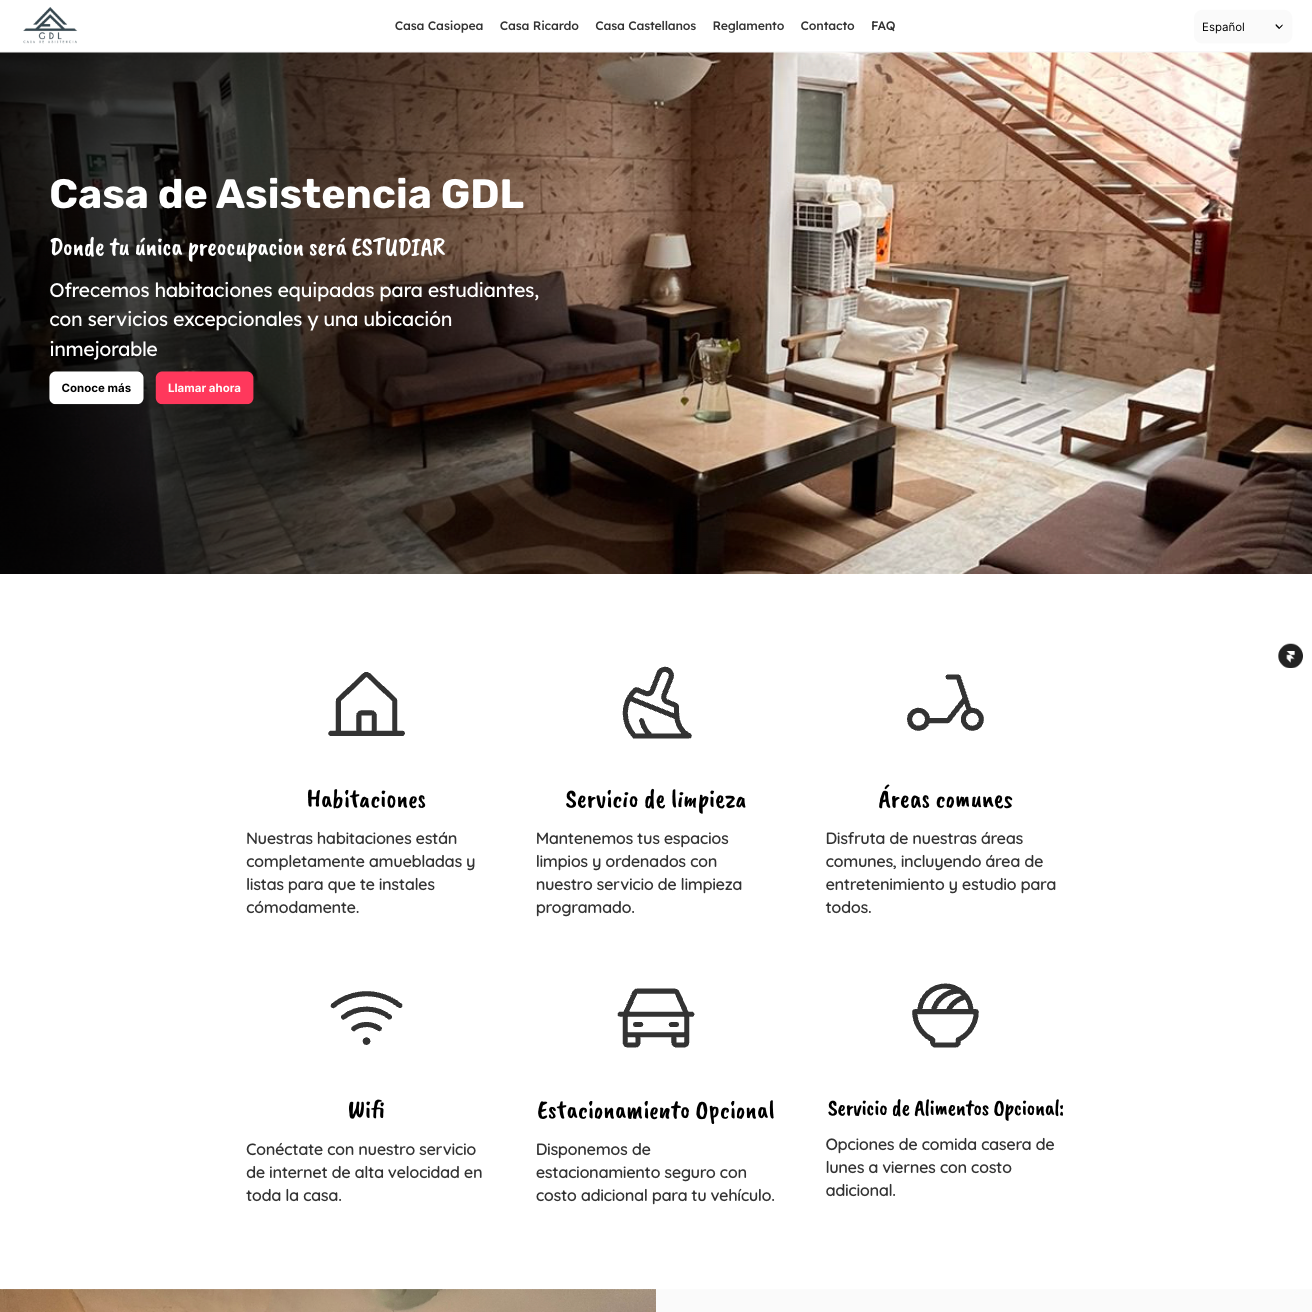 GDL
CASA DE ASISTENCIA
Casa Casiopea
Casa Ricardo
Casa Castellanos
Reglamento
Contacto
FAQ
Español
Casa de Asistencia GDL
Donde tu única preocupacion será ESTUDIAR
Ofrecemos habitaciones equipadas para estudiantes,
con servicios excepcionales y una ubicación
inmejorable
Conoce más
Llamar ahora
FIRE
Habitaciones
Nuestras habitaciones están
completamente amuebladas y
listas para que te instales
cómodamente.
Servicio de limpieza
Mantenemos tus espacios
limpios y ordenados con
nuestro servicio de limpieza
programado.
Áreas comunes
Disfruta de nuestras áreas
comunes, incluyendo área de
entretenimiento y estudio para
todos.
Wifi
Conéctate con nuestro servicio
de internet de alta velocidad en
toda la casa.
Estacionamiento Opcional
Disponemos de
estacionamiento seguro con
costo adicional para tu vehículo.
Servicio de Alimentos Opcional:
Opciones de comida casera de
lunes a viernes con costo
adicional.